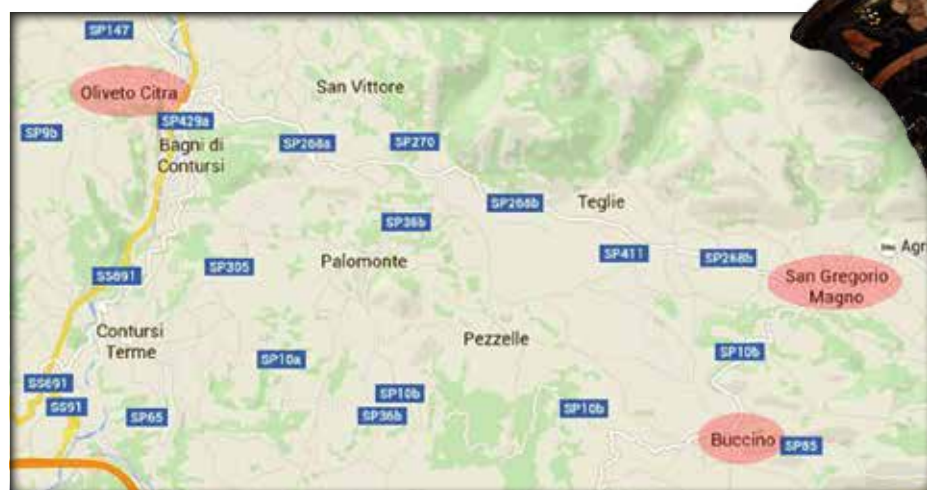 SP147
San Vittore
Oliveto Citra
SP9b
SP429a
Bagni di
Contursi
SP268a
SP270
SP268b
Teglie
SP36b
SP411
SP268b
Agr
SS691
SP305
Palomonte
San Gregorio
Magno
Contursi
Terme
Pezzelle
SP10a
SP10b
SS691
SS91
SP65
SP10b
SP36b
SP10b
Buccino